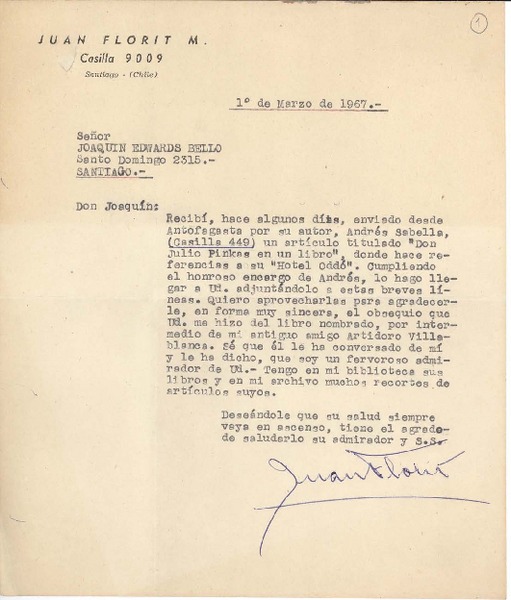 1
JUAN FLORIT M.
Casilla 9009
Santiago - (Chile)
1º de Marzo de 1967.-
Señor
JOAQUIN EDWARDS BELLO
Santo Domingo 2315.-
SANTIAGO.-
Don Joaquín:
Recibí, hace algunos días, enviado desde
Antofagasta por su autor, Andrés Sabella,
(Casilla 449) un artículo titulado "Don
Julio Pinkas en un libro", donde hace re-
ferencias a su "Hotel Oddó". Cumpliendo
el honroso encargo de Andrés, lo hago lle-
gar a Ud. adjuntándolo a estas breves lí-
neas. Quiero aprovecharlas para agradecer-
le, en forma muy sincera, el obsequio que
Ud. me hizo del libro nombrado, por inter-
medio de mi antiguo amigo Artidoro Villa-
blanca. Sé que él le ha conversado de mí
y le ha dicho, que soy un fervoroso admi-
rador de Ud.- Tengo en mi biblioteca sus
libros y en mi archivo muchos recortes de
artículos suyos.
Deseándole que su salud siempre
vaya en ascenso, tiene el agrado-
de saludarlo su admirador y S.S.
Juan Florit